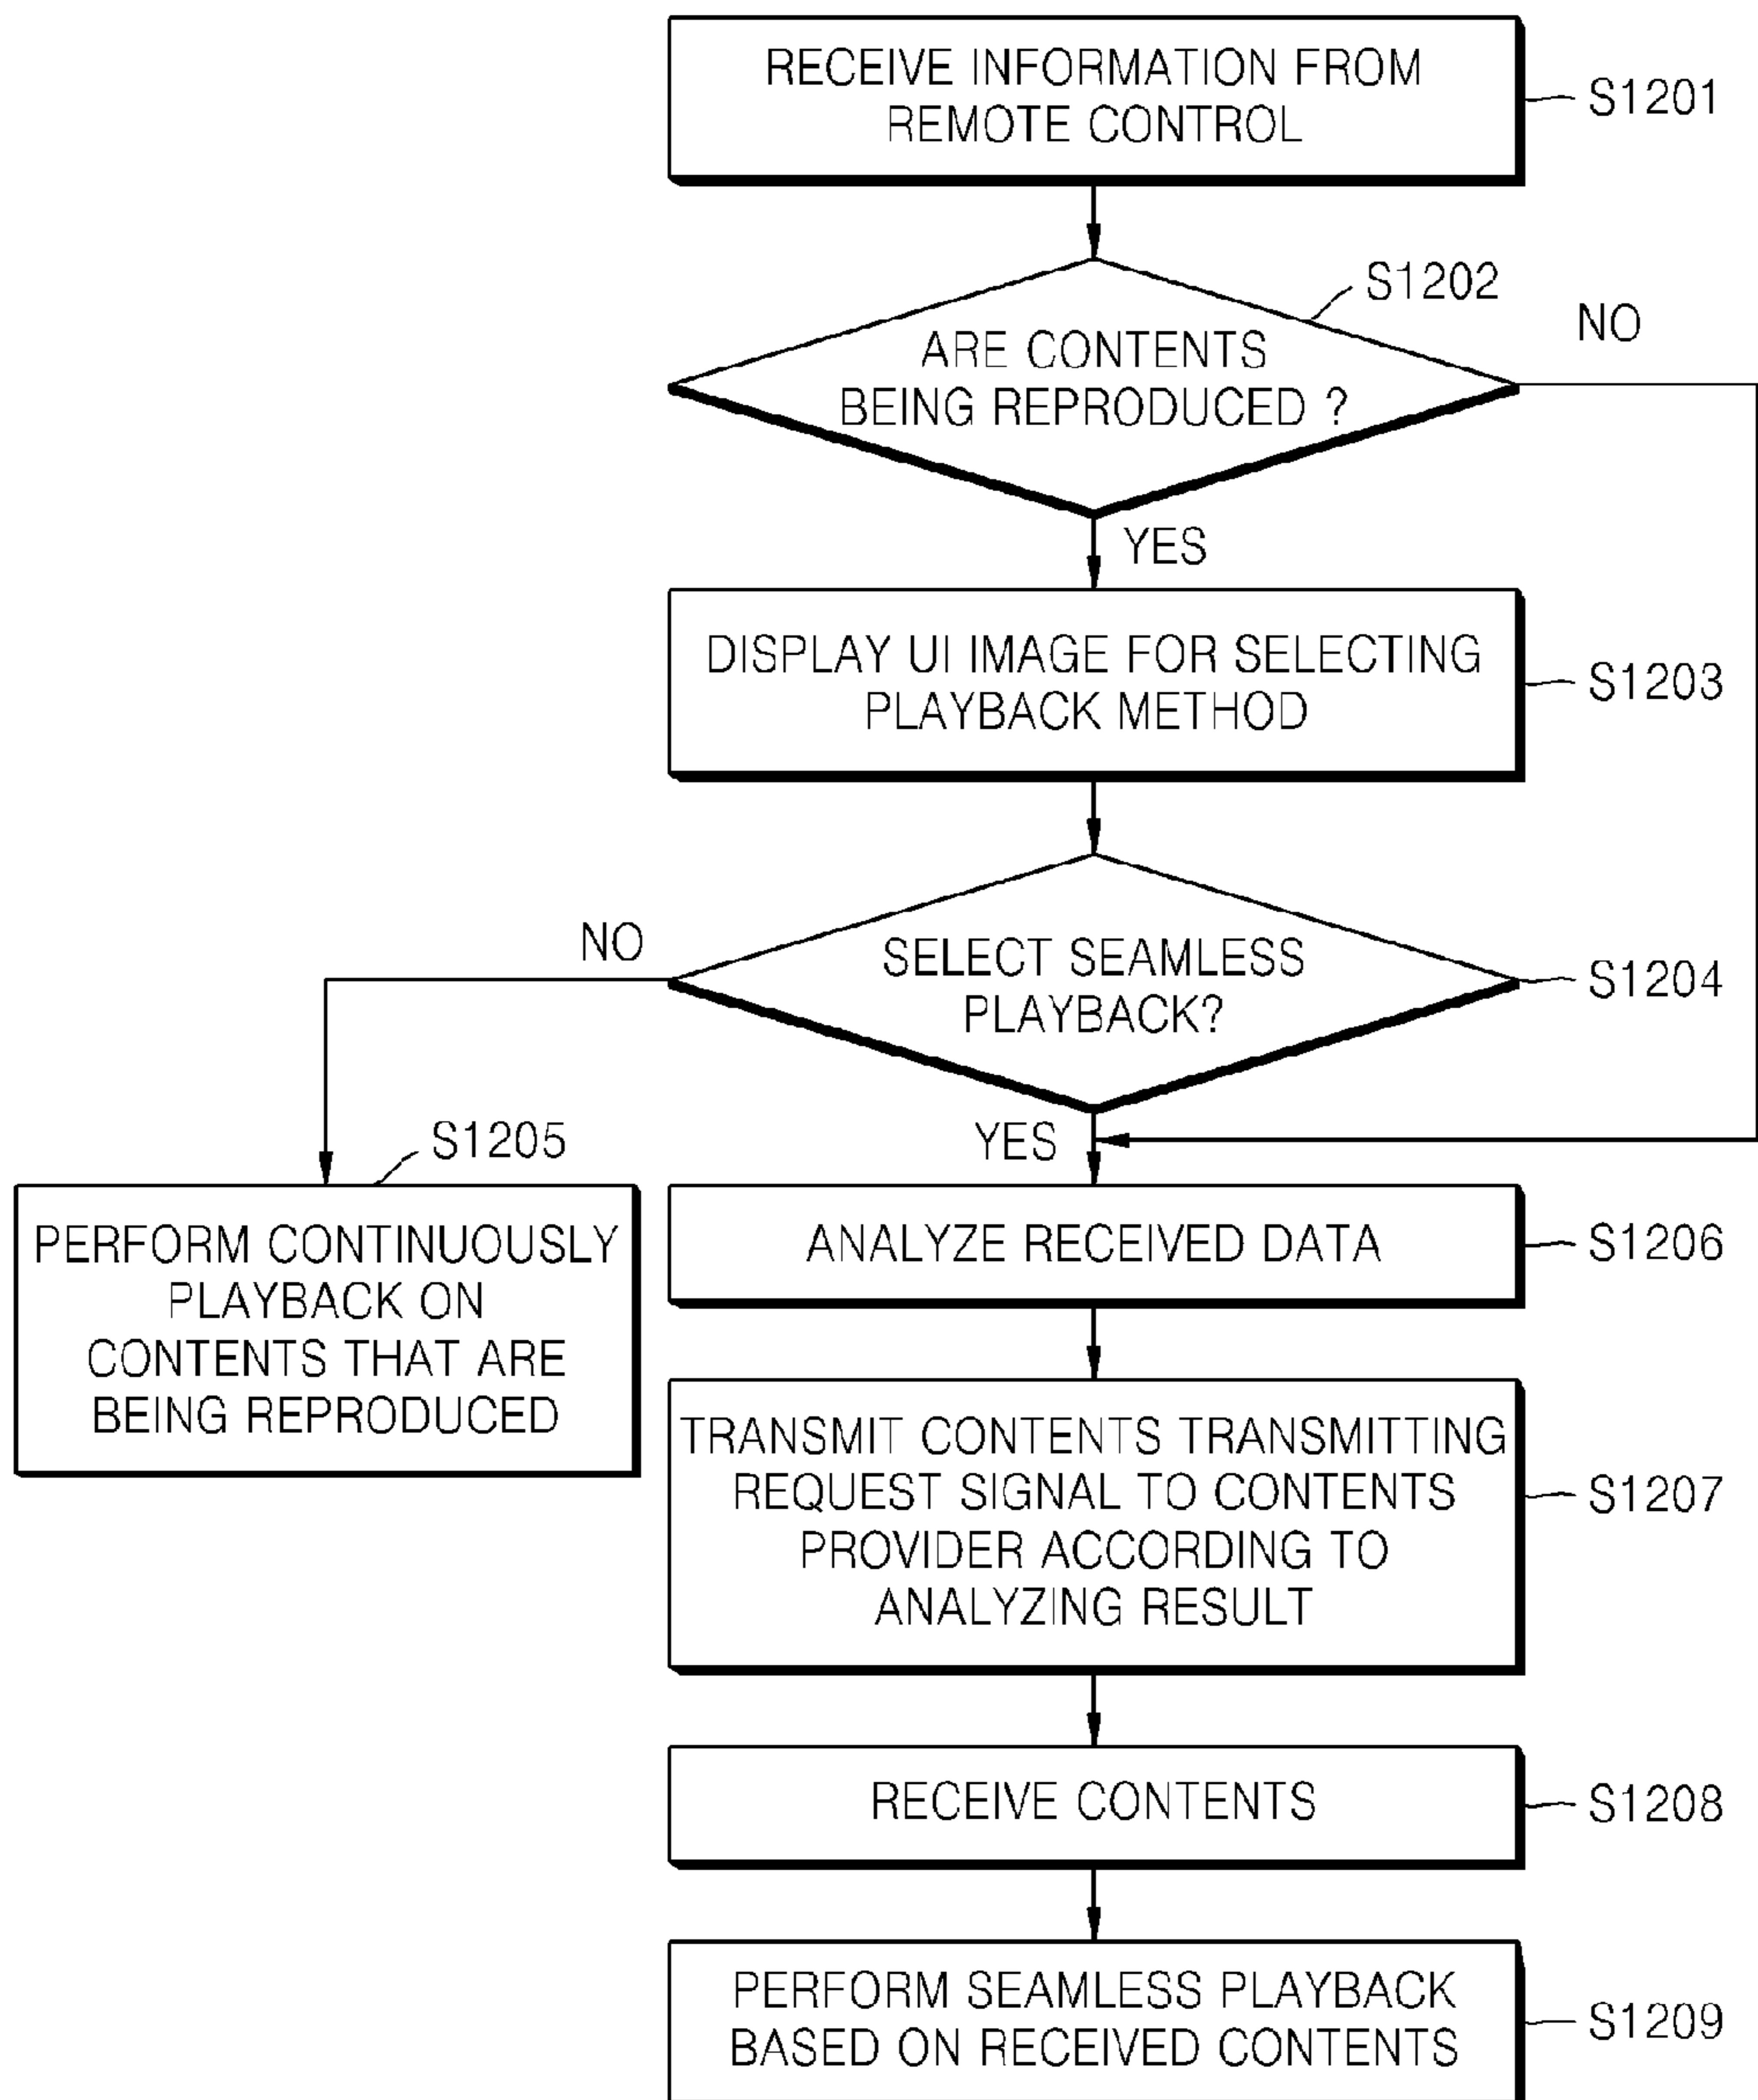 RECEIVE INFORMATION FROM
REMOTE CONTROL
S1201
S1202
NO
ARE CONTENTS
BEING REPRODUCED ?
YES
DISPLAY UI IMAGE FOR SELECTING
PLAYBACK METHOD
S1203
NO
SELECT SEAMLESS
PLAYBACK?
S1204
YES
S1205
PERFORM CONTINUOUSLY
PLAYBACK ON
CONTENTS THAT ARE
BEING REPRODUCED
ANALYZE RECEIVED DATA
S1206
TRANSMIT CONTENTS TRANSMITTING
REQUEST SIGNAL TO CONTENTS
PROVIDER ACCORDING TO
ANALYZING RESULT
S1207
RECEIVE CONTENTS
S1208
PERFORM SEAMLESS PLAYBACK
BASED ON RECEIVED CONTENTS
S1209